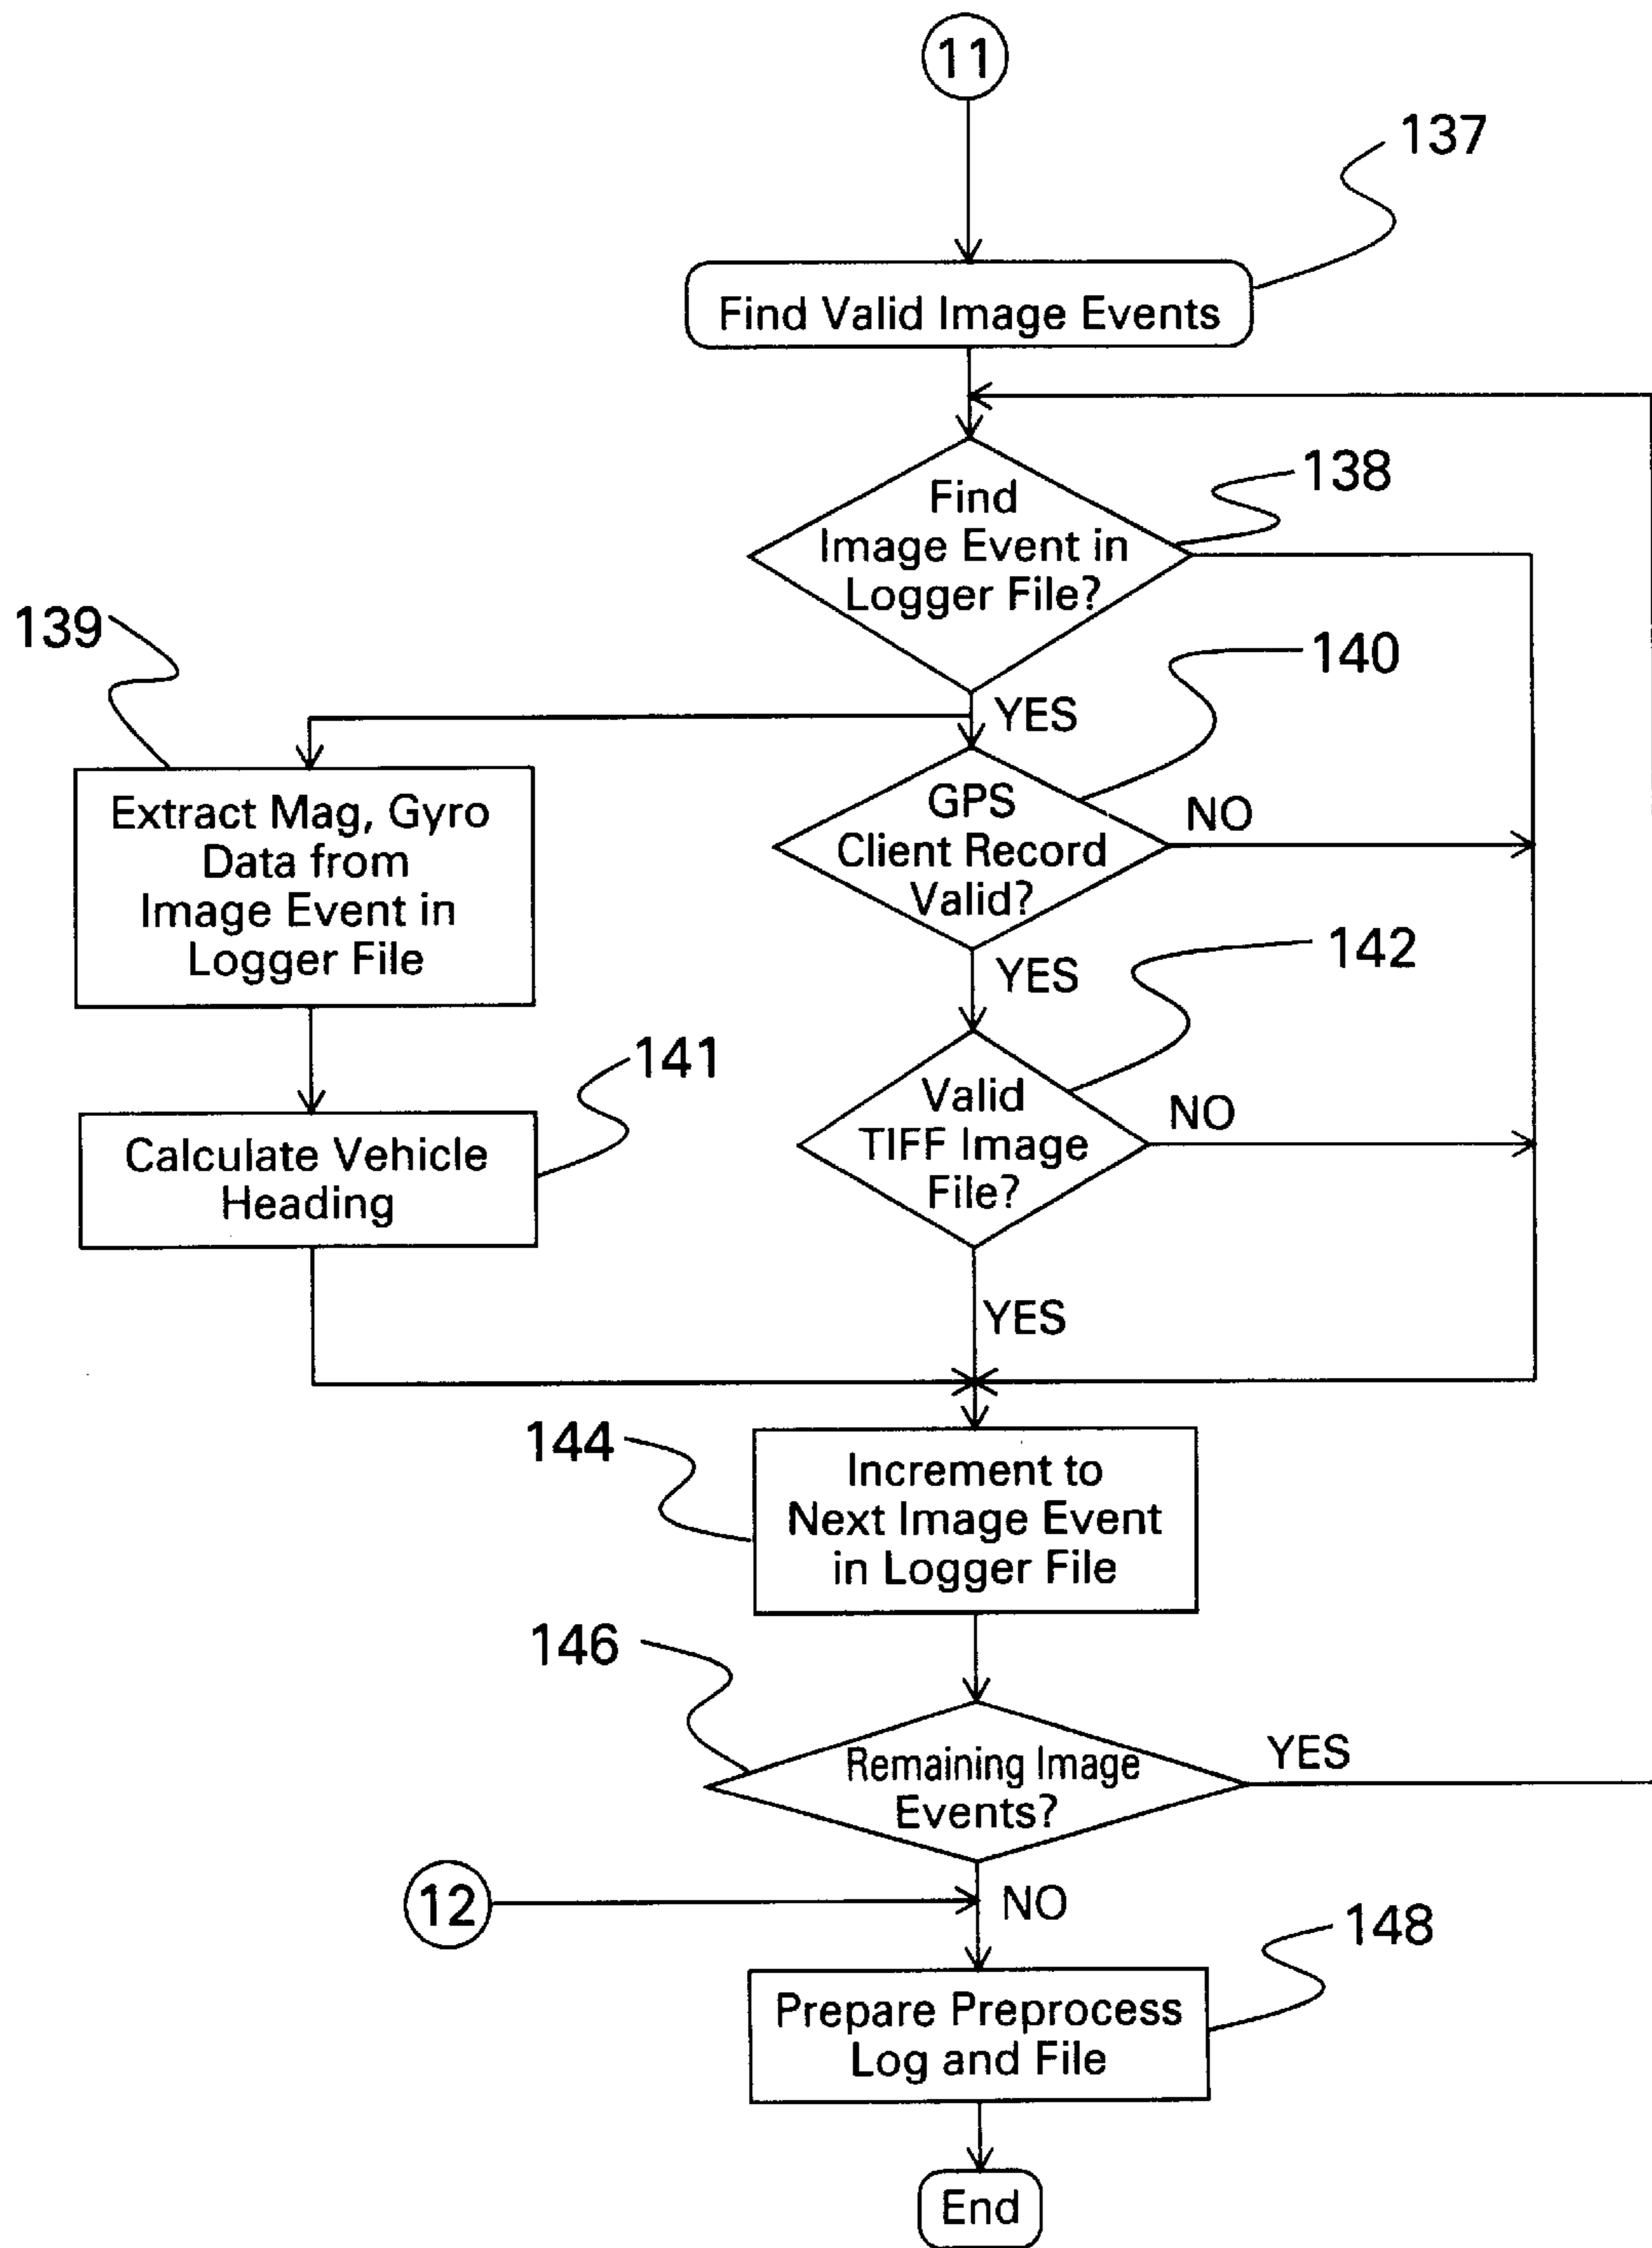 11
137
Find Valid Image Events
138
Find
Image Event in
Logger File?
139
140
YES
Extract Mag, Gyro
Data from
Image Event in
Logger File
GPS
Client Record
Valid?
NO
142
YES
141
Valid
TIFF Image
File?
NO
Calculate Vehicle
Heading
YES
144
Increment to
Next Image Event
in Logger File
146
Remaining Image
Events?
YES
12
NO
148
Prepare Preprocess
Log and File
End